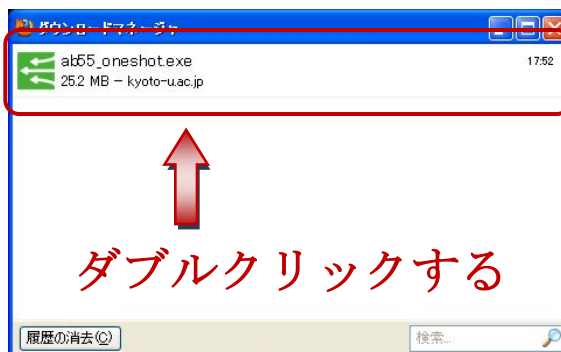 ダウンロードマネージャ
ab55_oneshot.exe
17:52
25.2 MB — kyoto-u.ac.jp
ダブルクリックする
履歴の消去(C)
検索...